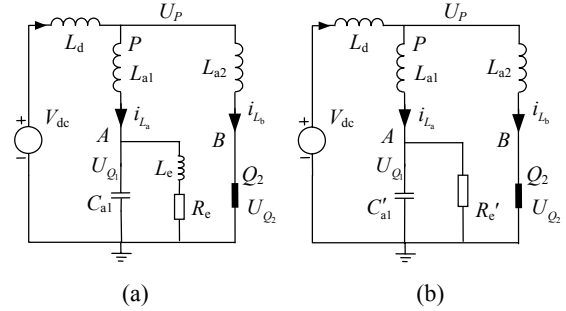 U_P
L_d
P
L_a1
L_a2
i_La
i_Lb
+
V_dc
−
A
B
U_Q1
L_e
Q_2
C_a1
R_e
U_Q2
(a)
U_P
L_d
P
L_a1
L_a2
i_La
i_Lb
+
V_dc
−
A
B
U_Q1
Q_2
C′_a1
R_e′
U_Q2
(b)